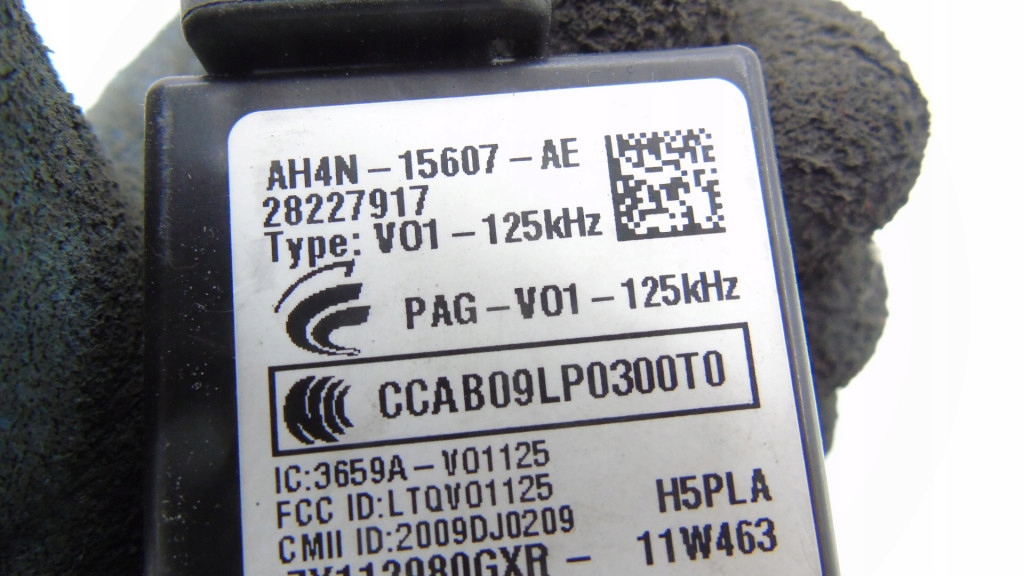 AH4N-15607-AE
28227917
Type: V01-125kHz
PAG-V01-125kHz
CCAB09LP0300T0
IC:3659A-V01125
FCC ID:LTQV01125
CMII ID:2009DJ0209
H5PLA
11W463